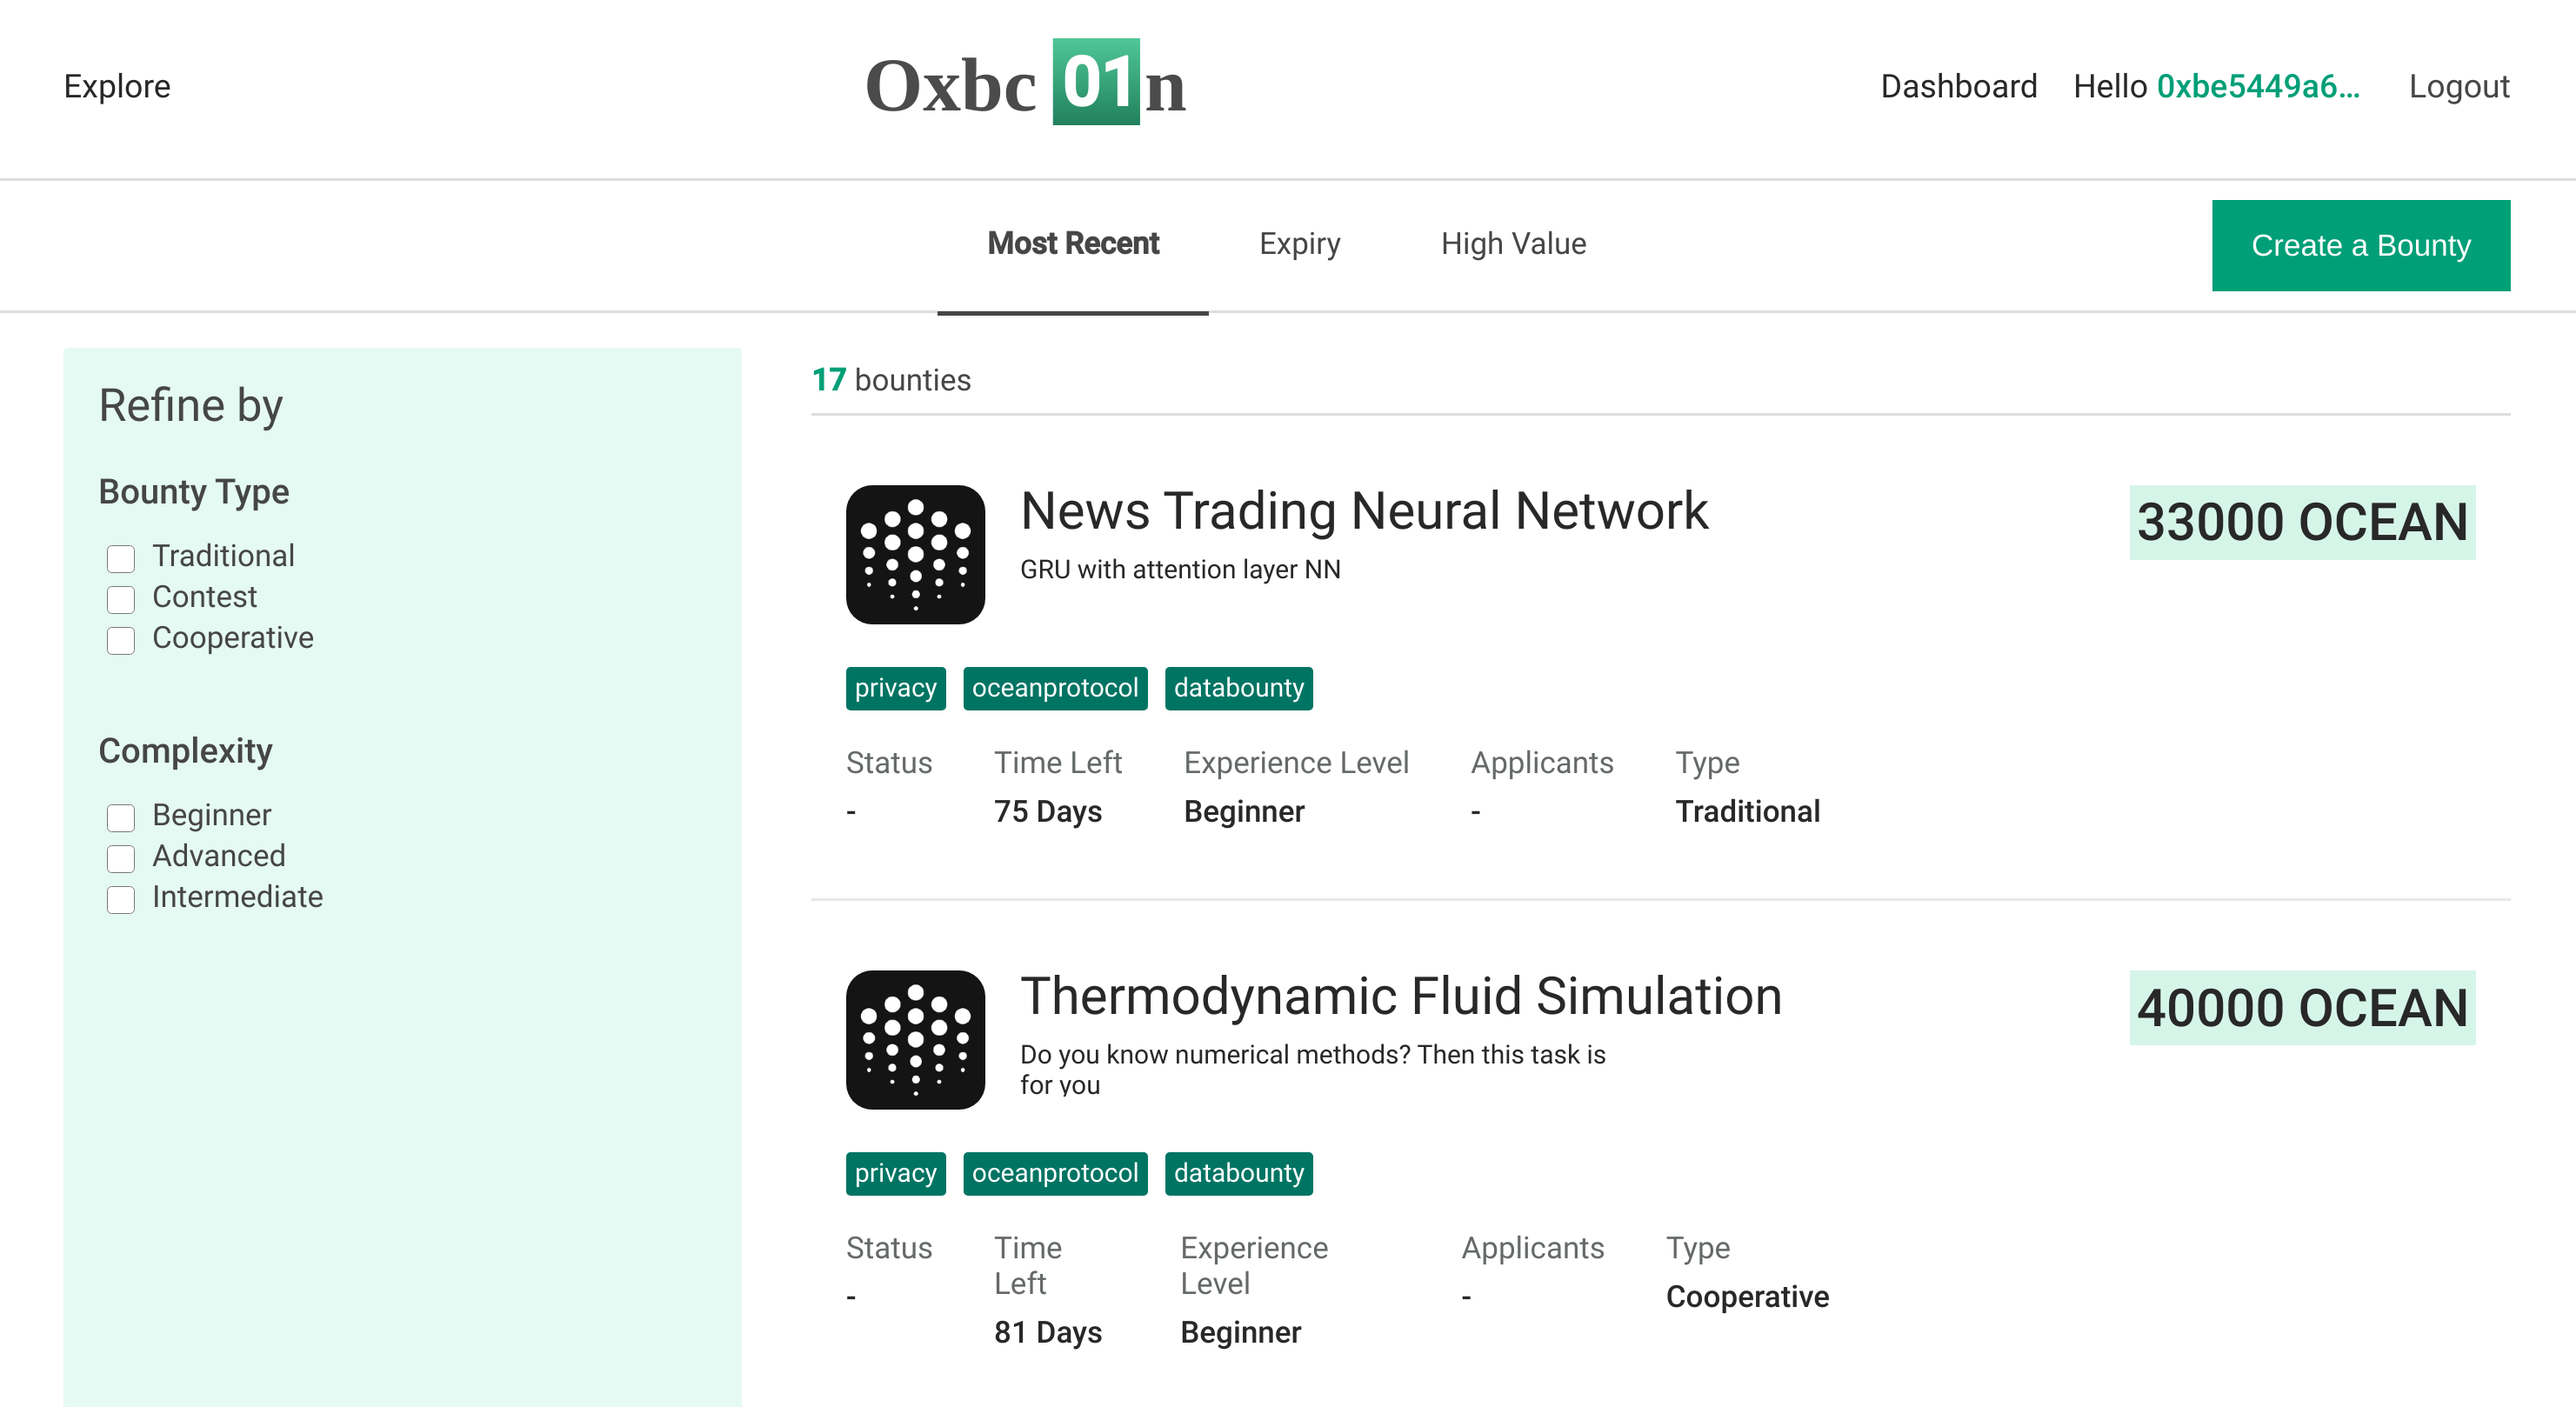 Explore
Oxbc 01n
Dashboard Hello 0xbe5449a6... Logout
Most Recent Expiry High Value
Create a Bounty
Refine by
Bounty Type
Traditional
Contest
Cooperative
Complexity
Beginner
Advanced
Intermediate
17 bounties
News Trading Neural Network
33000 OCEAN
GRU with attention layer NN
privacy oceanprotocol databounty
Status Time Left Experience Level Applicants Type
- 75 Days Beginner - Traditional
Thermodynamic Fluid Simulation
40000 OCEAN
Do you know numerical methods? Then this task is
for you
privacy oceanprotocol databounty
Status Time Experience Applicants Type
Left Level
- - Cooperative
81 Days Beginner